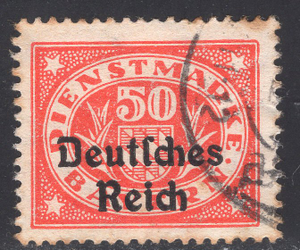 DIENSTMARKE
50
Deutſches
Reich